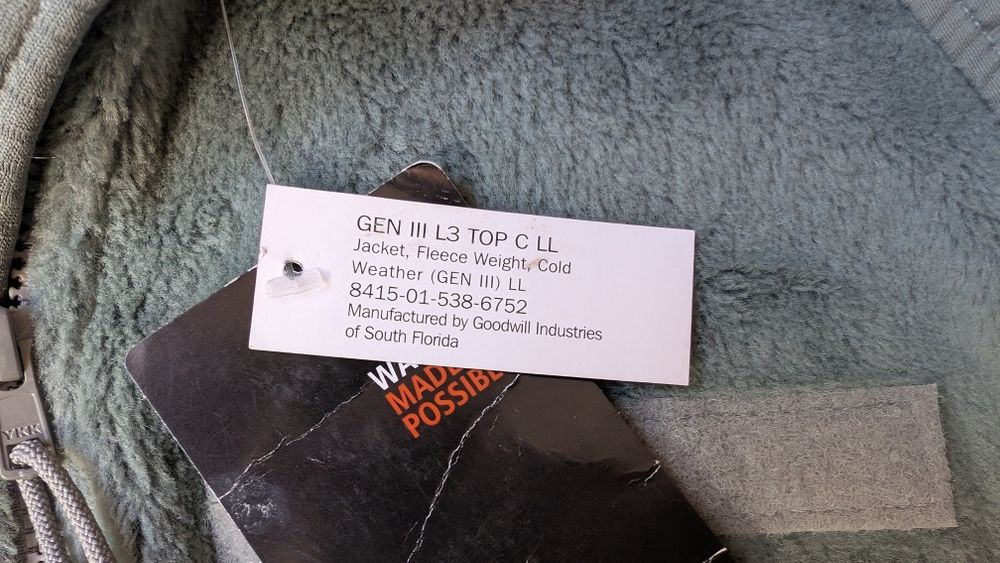 GEN III L3 TOP C LL
Jacket, Fleece Weight, Cold
Weather (GEN III) LL
8415-01-538-6752
Manufactured by Goodwill Industries
of South Florida
MADE
POSSIBLE
YKK